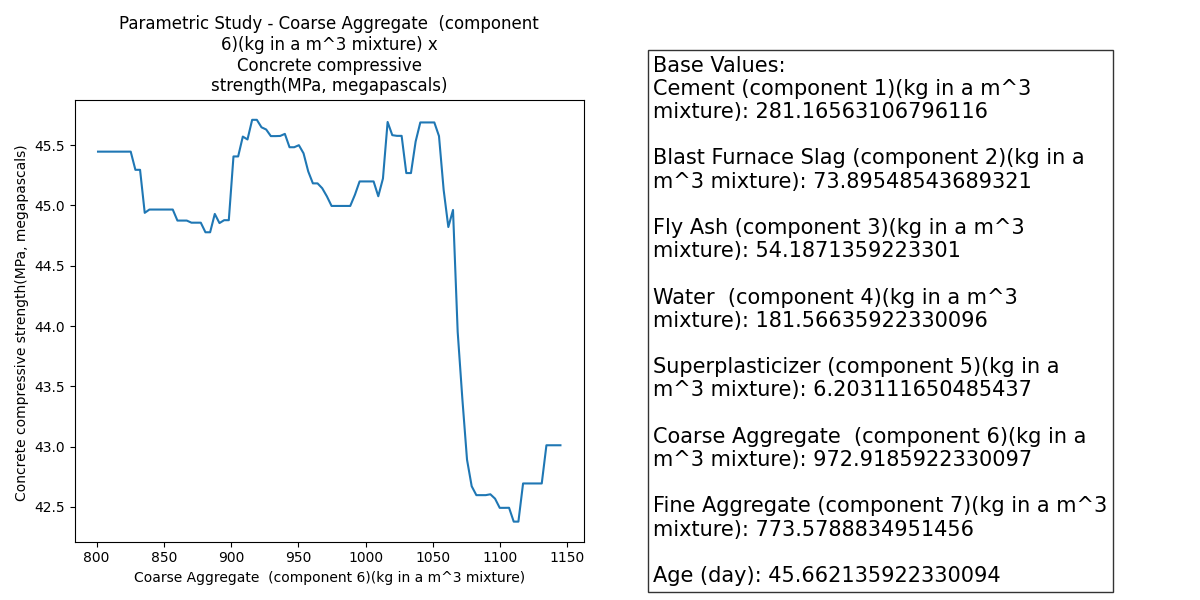 Parametric Study - Coarse Aggregate  (component
6)(kg in a m^3 mixture) x
Concrete compressive
strength(MPa, megapascals)
Concrete compressive strength(MPa, megapascals)
45.5
45.0
44.5
44.0
43.5
43.0
42.5
800 850 900 950 1000 1050 1100 1150
Coarse Aggregate  (component 6)(kg in a m^3 mixture)
Base Values:
Cement (component 1)(kg in a m^3
mixture): 281.16563106796116
Blast Furnace Slag (component 2)(kg in a
m^3 mixture): 73.89548543689321
Fly Ash (component 3)(kg in a m^3
mixture): 54.1871359223301
Water  (component 4)(kg in a m^3
mixture): 181.56635922330096
Superplasticizer (component 5)(kg in a
m^3 mixture): 6.203111650485437
Coarse Aggregate  (component 6)(kg in a
m^3 mixture): 972.9185922330097
Fine Aggregate (component 7)(kg in a m^3
mixture): 773.5788834951456
Age (day): 45.662135922330094